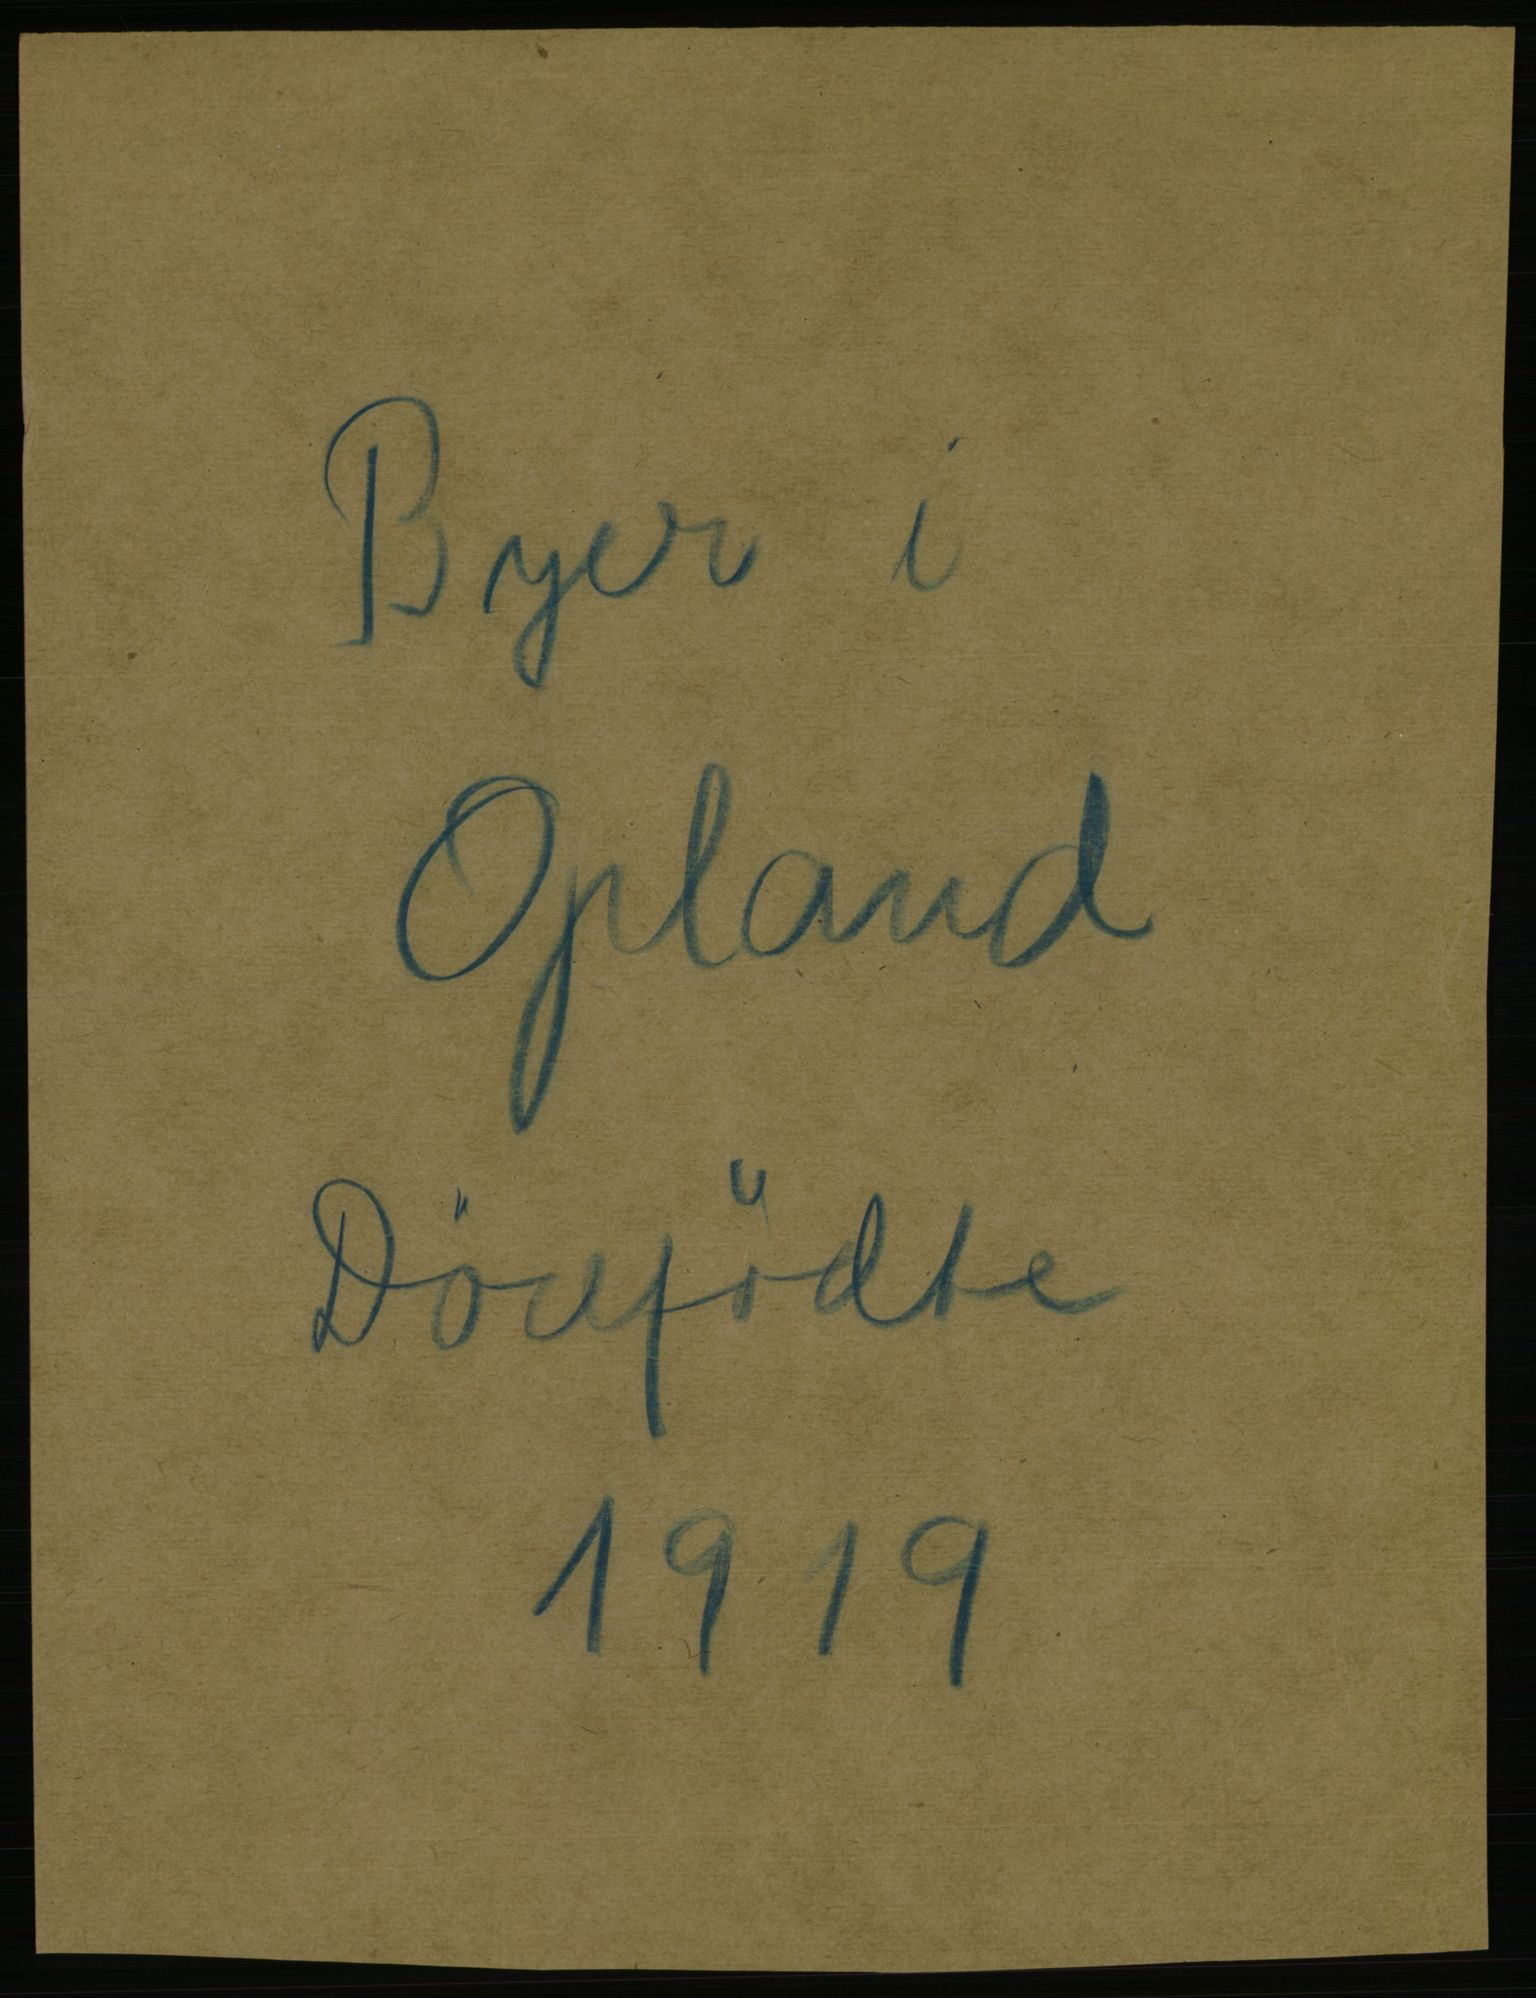 Byer i
Opland
Dödfödte
1919